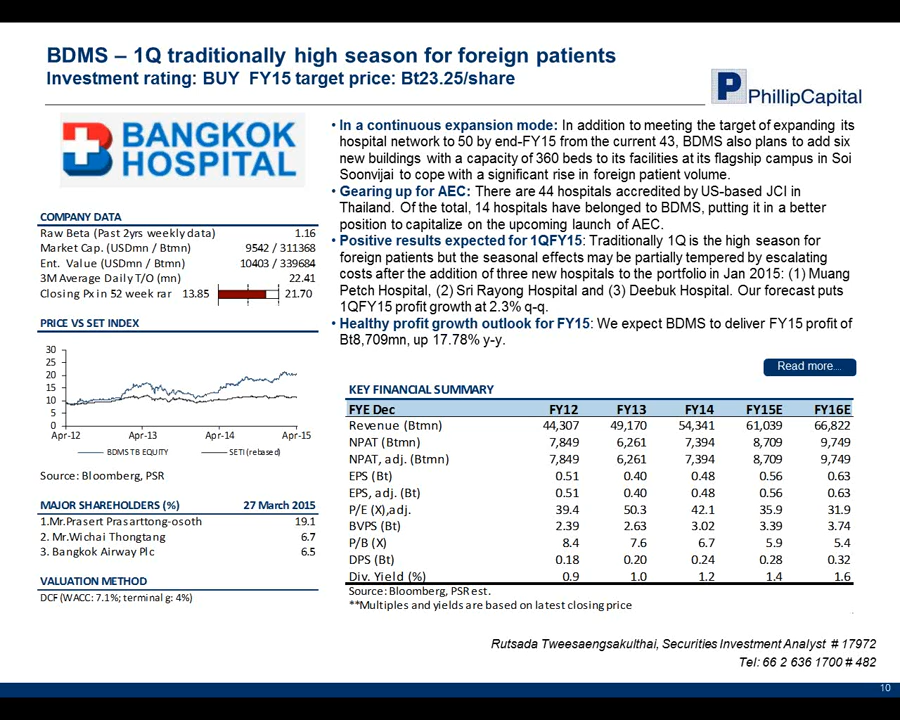 BDMS – 1Q traditionally high season for foreign patients
Investment rating: BUY FY15 target price: Bt23.25/share
P PhillipCapital
BANGKOK
HOSPITAL
COMPANY DATA
Raw Beta (Past 2yrs weekly data) 1.16
Market Cap. (USDmn / Btmn) 9542 / 311368
Ent. Value (USDmn / Btmn) 10403 / 339684
3M Average Daily T/O (mn) 22.41
Closing Px in 52 week rar 13.85 21.70
PRICE VS SET INDEX
30
25
20
15
10
5
0
Apr-12 Apr-13 Apr-14 Apr-15
BDMS TB EQUITY SETI (rebased)
Source: Bloomberg, PSR
MAJOR SHAREHOLDERS (%) 27 March 2015
1.Mr.Prasert Prasarttong-osoth 19.1
2. Mr.Wichai Thongtang 6.7
3. Bangkok Airway Plc 6.5
VALUATION METHOD
DCF (WACC: 7.1%; terminal g: 4%)
• In a continuous expansion mode: In addition to meeting the target of expanding its
hospital network to 50 by end-FY15 from the current 43, BDMS also plans to add six
new buildings with a capacity of 360 beds to its facilities at its flagship campus in Soi
Soonvijai to cope with a significant rise in foreign patient volume.
• Gearing up for AEC: There are 44 hospitals accredited by US-based JCI in
Thailand. Of the total, 14 hospitals have belonged to BDMS, putting it in a better
position to capitalize on the upcoming launch of AEC.
• Positive results expected for 1QFY15: Traditionally 1Q is the high season for
foreign patients but the seasonal effects may be partially tempered by escalating
costs after the addition of three new hospitals to the portfolio in Jan 2015: (1) Muang
Petch Hospital, (2) Sri Rayong Hospital and (3) Deebuk Hospital. Our forecast puts
1QFY15 profit growth at 2.3% q-q.
• Healthy profit growth outlook for FY15: We expect BDMS to deliver FY15 profit of
Bt8,709mn, up 17.78% y-y.
Read more....
KEY FINANCIAL SUMMARY
FYE Dec FY12 FY13 FY14 FY15E FY16E
Revenue (Btmn) 44,307 49,170 54,341 61,039 66,822
NPAT (Btmn) 7,849 6,261 7,394 8,709 9,749
NPAT, adj. (Btmn) 7,849 6,261 7,394 8,709 9,749
EPS (Bt) 0.51 0.40 0.48 0.56 0.63
EPS, adj. (Bt) 0.51 0.40 0.48 0.56 0.63
P/E (X),adj. 39.4 50.3 42.1 35.9 31.9
BVPS (Bt) 2.39 2.63 3.02 3.39 3.74
P/B (X) 8.4 7.6 6.7 5.9 5.4
DPS (Bt) 0.18 0.20 0.24 0.28 0.32
Div. Yield (%) 0.9 1.0 1.2 1.4 1.6
Source: Bloomberg, PSR est.
**Multiples and yields are based on latest closing price
Rutsada Tweesaengsakulthai, Securities Investment Analyst # 17972
Tel: 66 2 636 1700 # 482
10